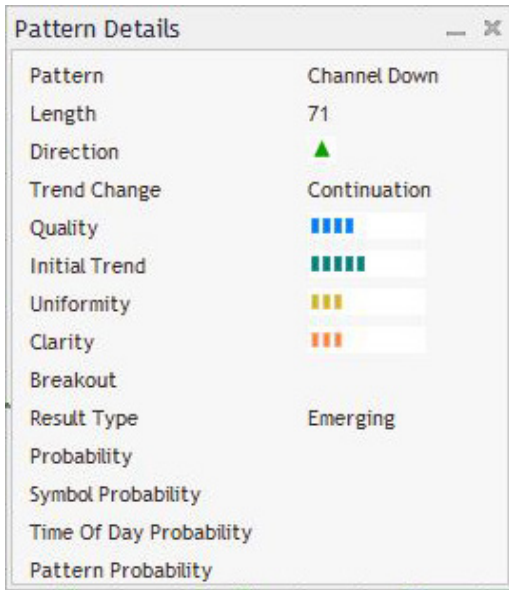 Pattern Details
Pattern Channel Down
Length 71
Direction
Trend Change Continuation
Quality
Initial Trend
Uniformity
Clarity
Breakout
Result Type Emerging
Probability
Symbol Probability
Time Of Day Probability
Pattern Probability